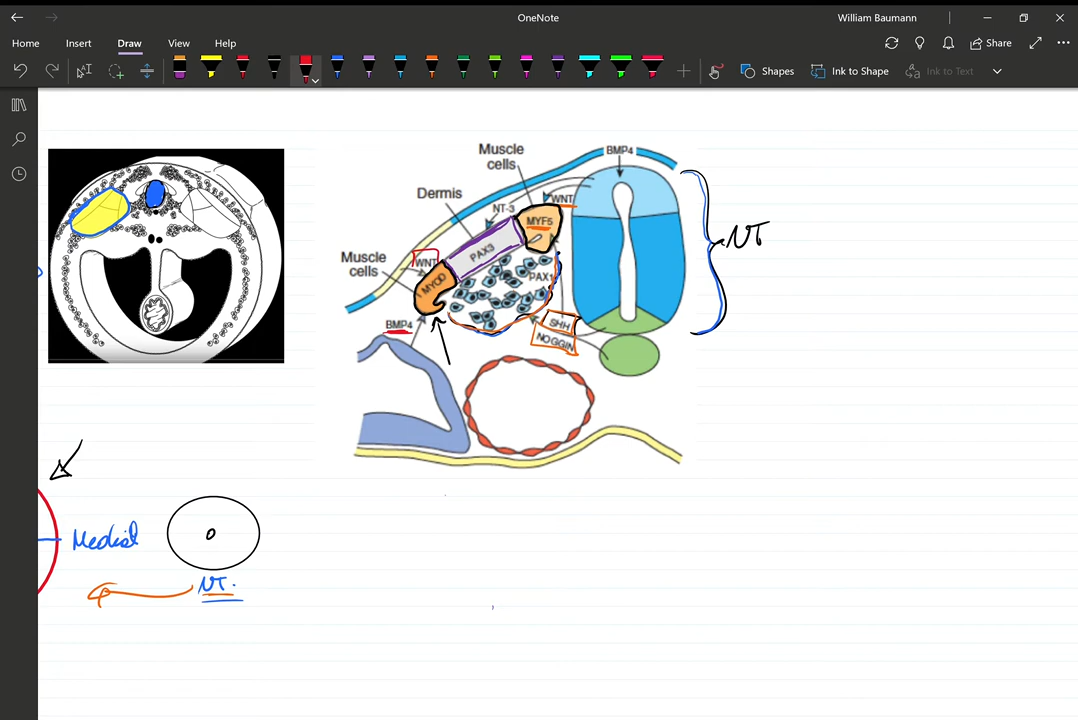 OneNote
William Baumann
Home Insert Draw View Help
Share
Shapes
Ink to Shape
Ink to Text
Muscle
cells
BMP4
Dermis
WNT
NT-3
MYF5
NT
Muscle
cells
WNT
PAX3
PAX1
MYOD
BMP4
SHH
NOGGIN
Medial
NT.